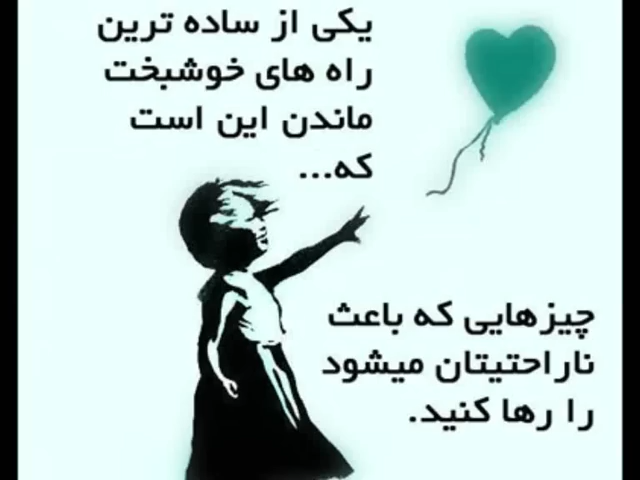 یکی از ساده ترین
راه های خوشبخت
ماندن این است
که...
چیزهایی که باعث
ناراحتیتان میشود
را رها کنید.